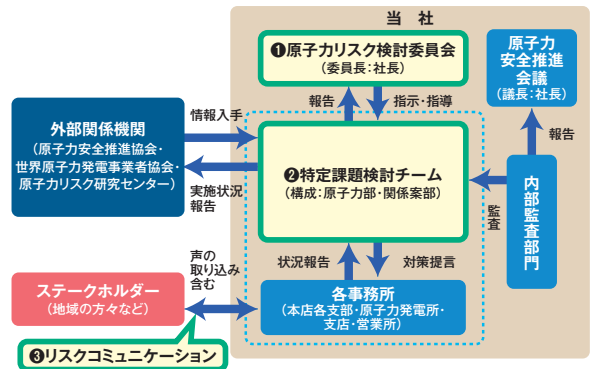 当 社
❶原子力リスク検討委員会
（委員長：社長）
原子力
安全推進
会議
（議長：社長）
報告
指示・指導
報告
外部関係機関
（原子力安全推進協会・
世界原子力発電事業者協会・
原子力リスク研究センター）
情報入手
実施状況
報告
❷特定課題検討チーム
（構成：原子力部・関係案部）
監査
内部監査部門
声の
取り込み
含む
状況報告
対策提言
ステークホルダー
（地域の方々など）
各事務所
（本店各支部・原子力発電所・
支店・営業所）
❸リスクコミュニケーション